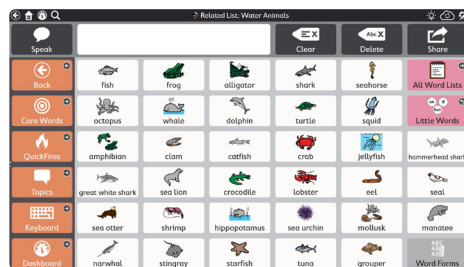 Related List: Water Animals
Speak
Clear
Abc X
Delete
Share
Back
fish
frog
alligator
shark
seahorse
All Word Lists
Core Words
octopus
whale
dolphin
turtle
squid
Little Words
QuickFires
amphibian
clam
catfish
crab
jellyfish
hammerhead shark
Topics
great white shark
sea lion
crocodile
lobster
eel
seal
Keyboard
sea otter
shrimp
hippopotamus
sea urchin
mollusk
manatee
Dashboard
narwhal
stingray
starfish
tuna
grouper
Word Forms